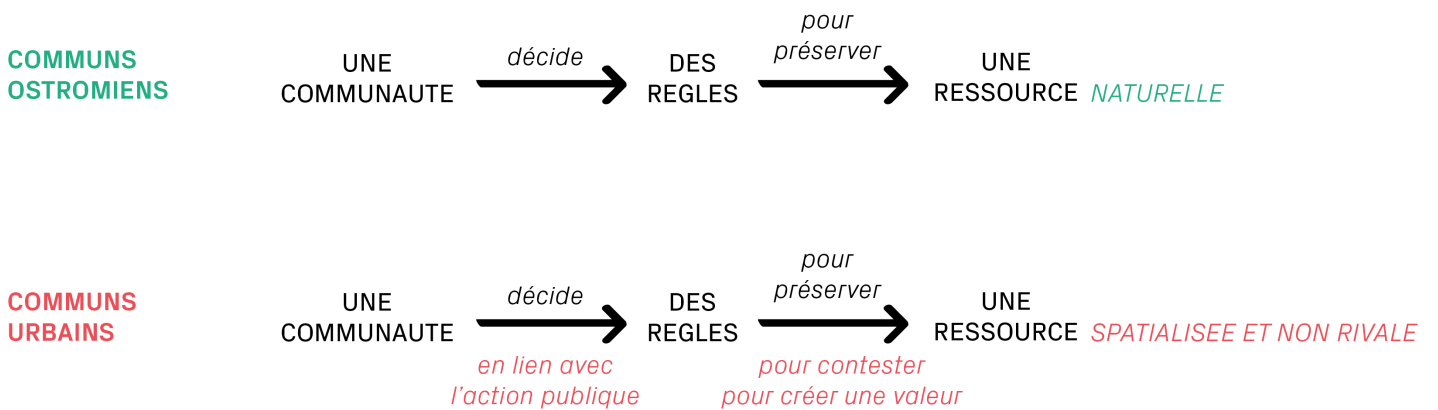 COMMUNS
OSTROMIENS
UNE
COMMUNAUTE
décide
DES
REGLES
pour
préserver
UNE
RESSOURCE NATURELLE
COMMUNS
URBAINS
UNE
COMMUNAUTE
décide
en lien avec
l'action publique
DES
REGLES
pour
préserver
pour contester
pour créer une valeur
UNE
RESSOURCE SPATIALISEE ET NON RIVALE